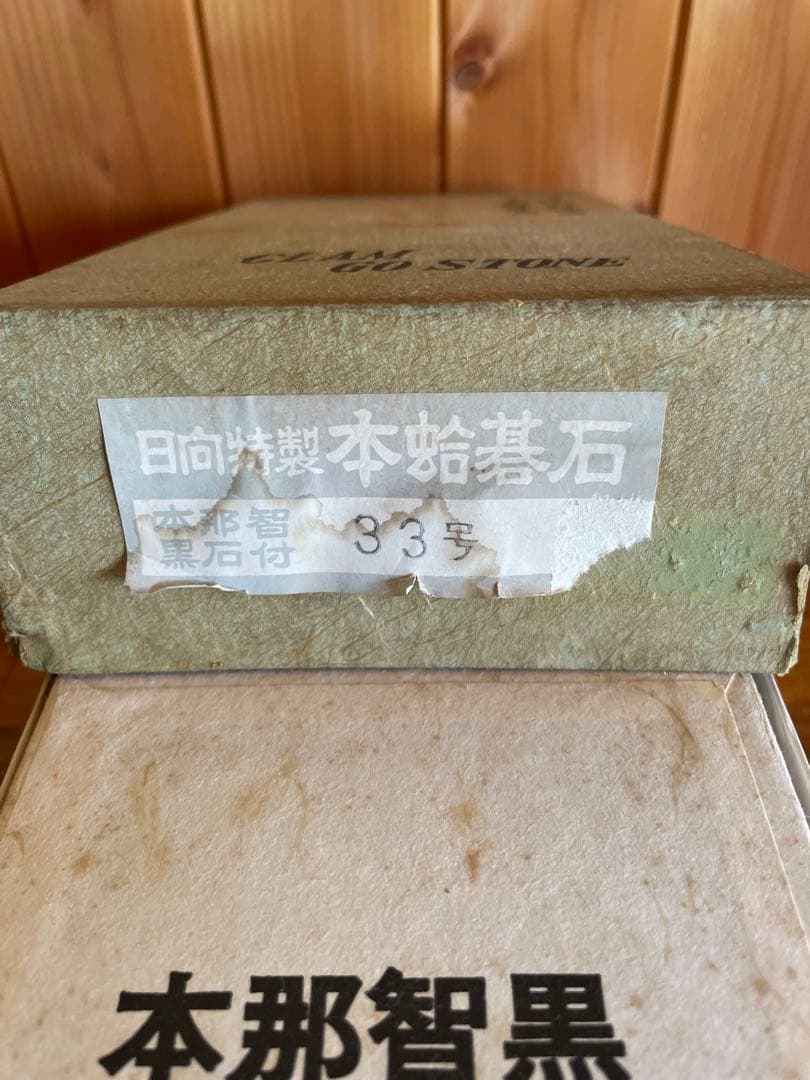 CLAM
GO STONE
日向特製 本蛤碁石
本那智
黒石付 33号
本那智黒